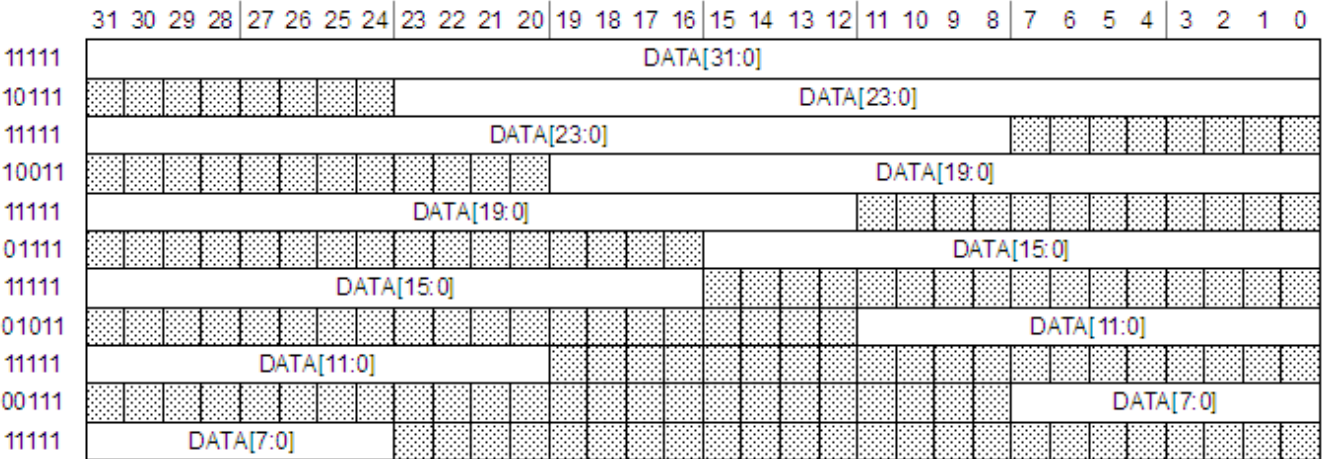 31 30 29 28 27 26 25 24 23 22 21 20 19 18 17 16 15 14 13 12 11 10 9 8 7 6 5 4 3 2 1 0
11111 DATA[31:0]
10111 DATA[23:0]
11111 DATA[23:0]
10011 DATA[19:0]
11111 DATA[19:0]
01111 DATA[15:0]
11111 DATA[15:0]
01011 DATA[11:0]
11111 DATA[11:0]
00111 DATA[7:0]
11111 DATA[7:0]